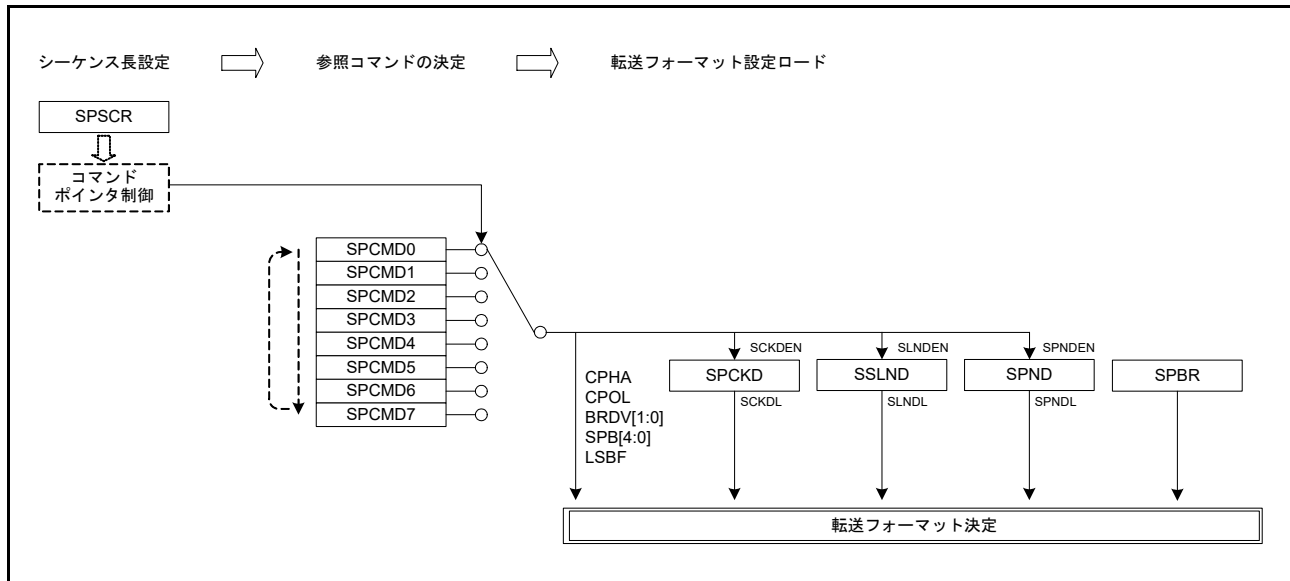 シーケンス長設定
参照コマンドの決定
転送フォーマット設定ロード
SPSCR
コマンド
ポインタ制御
SPCMD0
SPCMD1
SPCMD2
SPCMD3
SPCMD4
SPCMD5
SPCMD6
SPCMD7
CPHA
CPOL
BRDV[1:0]
SPB[4:0]
LSBF
SCKDEN
SLNDEN
SPNDEN
SPCKD
SSLND
SPND
SPBR
SCKDL
SLNDL
SPNDL
転送フォーマット決定